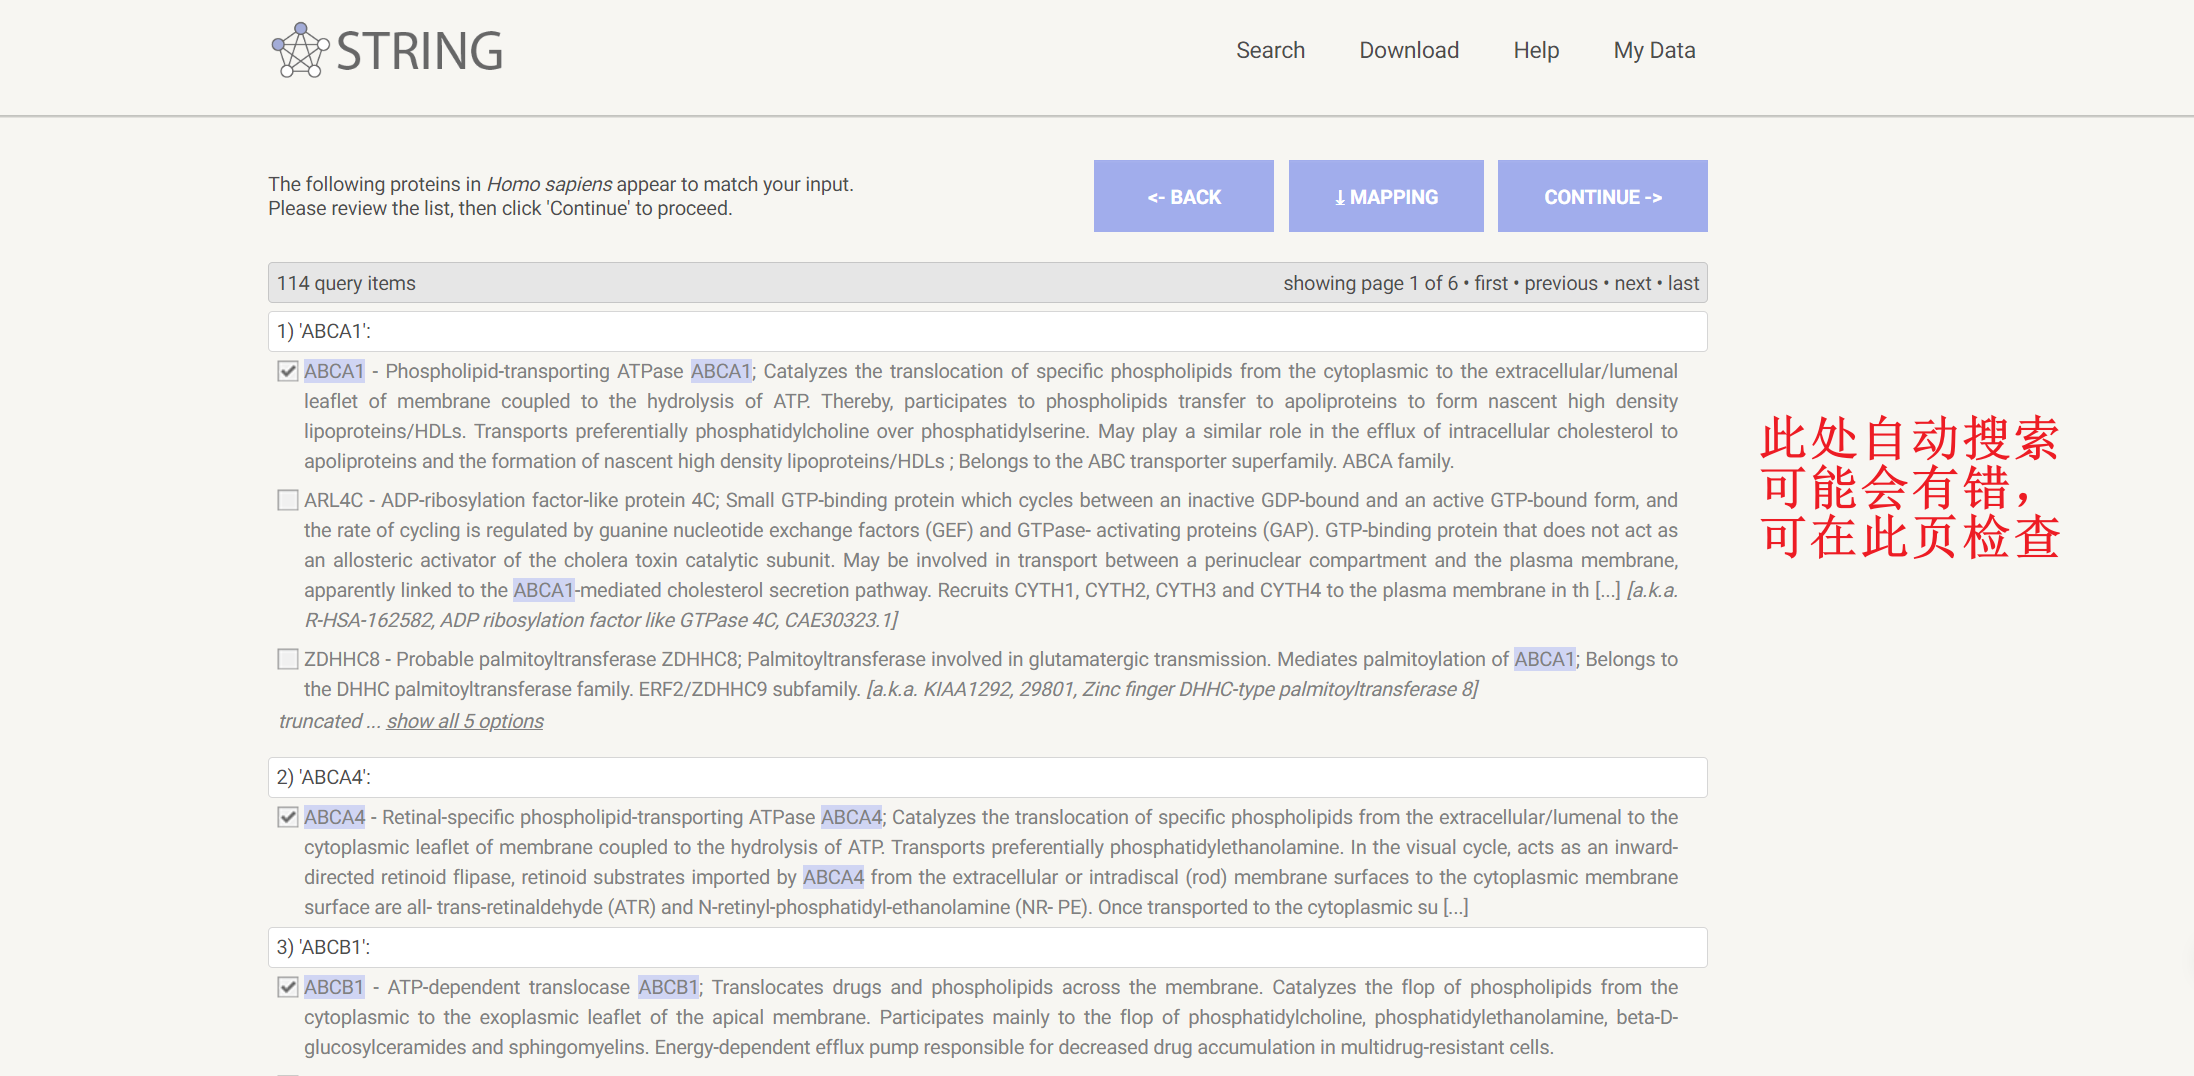 STRING
Search Download Help My Data
The following proteins in Homo sapiens appear to match your input.
Please review the list, then click 'Continue' to proceed.
<- BACK
MAPPING
CONTINUE ->
114 query items
showing page 1 of 6 • first • previous • next • last
1) 'ABCA1':
ABCA1 - Phospholipid-transporting ATPase ABCA1; Catalyzes the translocation of specific phospholipids from the cytoplasmic to the extracellular/lumenal
leaflet of membrane coupled to the hydrolysis of ATP. Thereby, participates to phospholipids transfer to apoliproteins to form nascent high density
lipoproteins/HDLs. Transports preferentially phosphatidylcholine over phosphatidylserine. May play a similar role in the efflux of intracellular cholesterol to
apoliproteins and the formation of nascent high density lipoproteins/HDLs ; Belongs to the ABC transporter superfamily. ABCA family.
ARL4C - ADP-ribosylation factor-like protein 4C; Small GTP-binding protein which cycles between an inactive GDP-bound and an active GTP-bound form, and
the rate of cycling is regulated by guanine nucleotide exchange factors (GEF) and GTPase- activating proteins (GAP). GTP-binding protein that does not act as
an allosteric activator of the cholera toxin catalytic subunit. May be involved in transport between a perinuclear compartment and the plasma membrane,
apparently linked to the ABCA1-mediated cholesterol secretion pathway. Recruits CYTH1, CYTH2, CYTH3 and CYTH4 to the plasma membrane in th [...] [a.k.a.
R-HSA-162582, ADP ribosylation factor like GTPase 4C, CAE30323.1]
ZDHHC8 - Probable palmitoyltransferase ZDHHC8; Palmitoyltransferase involved in glutamatergic transmission. Mediates palmitoylation of ABCA1; Belongs to
the DHHC palmitoyltransferase family. ERF2/ZDHHC9 subfamily. [a.k.a. KIAA1292, 29801, Zinc finger DHHC-type palmitoyltransferase 8]
truncated ... show all 5 options
2) 'ABCA4':
ABCA4 - Retinal-specific phospholipid-transporting ATPase ABCA4; Catalyzes the translocation of specific phospholipids from the extracellular/lumenal to the
cytoplasmic leaflet of membrane coupled to the hydrolysis of ATP. Transports preferentially phosphatidylethanolamine. In the visual cycle, acts as an inward-
directed retinoid flipase, retinoid substrates imported by ABCA4 from the extracellular or intradiscal (rod) membrane surfaces to the cytoplasmic membrane
surface are all- trans-retinaldehyde (ATR) and N-retinyl-phosphatidyl-ethanolamine (NR- PE). Once transported to the cytoplasmic su [...]
3) 'ABCB1':
ABCB1 - ATP-dependent translocase ABCB1; Translocates drugs and phospholipids across the membrane. Catalyzes the flop of phospholipids from the
cytoplasmic to the exoplasmic leaflet of the apical membrane. Participates mainly to the flop of phosphatidylcholine, phosphatidylethanolamine, beta-D-
glucosylceramides and sphingomyelins. Energy-dependent efflux pump responsible for decreased drug accumulation in multidrug-resistant cells.
此处自动搜索
可能会有错，
可在此页检查